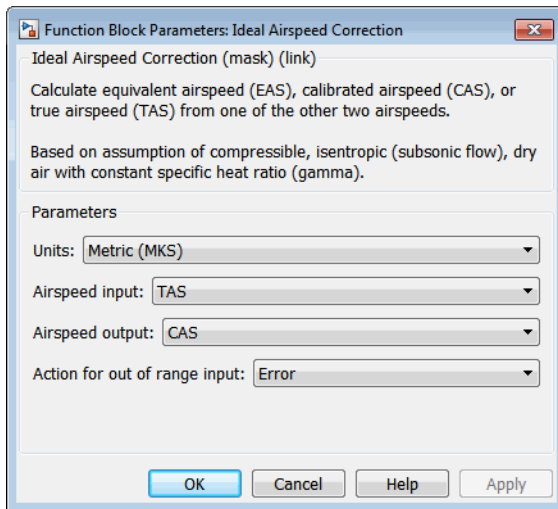 Function Block Parameters: Ideal Airspeed Correction
Ideal Airspeed Correction (mask) (link)
Calculate equivalent airspeed (EAS), calibrated airspeed (CAS), or
true airspeed (TAS) from one of the other two airspeeds.
Based on assumption of compressible, isentropic (subsonic flow), dry
air with constant specific heat ratio (gamma).
Parameters
Units: Metric (MKS)
Airspeed input: TAS
Airspeed output: CAS
Action for out of range input: Error
OK Cancel Help Apply